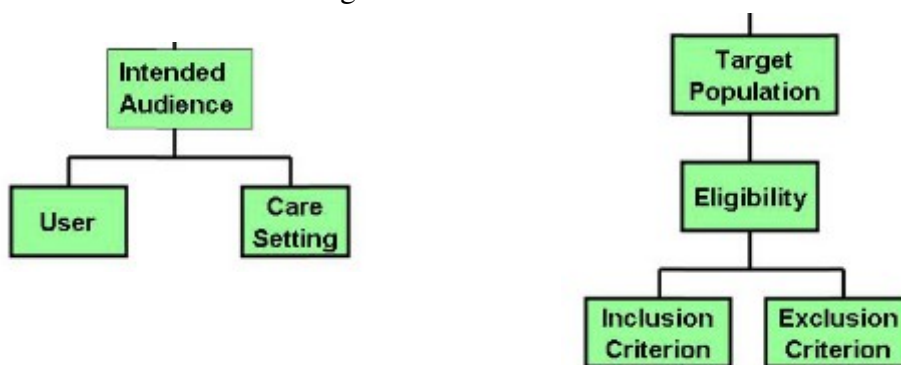 Intended
Audience
User
Care
Setting
Target
Population
Eligibility
Inclusion
Criterion
Exclusion
Criterion